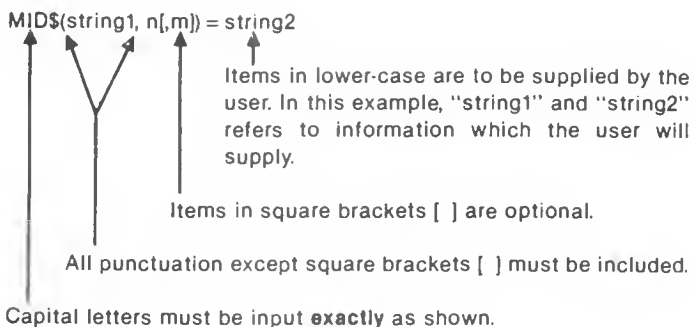 MID$(string1, n[,m]) = string2
Items in lower-case are to be supplied by the
user. In this example, "string1" and "string2"
refers to information which the user will
supply.
Items in square brackets [ ] are optional.
All punctuation except square brackets [ ] must be included.
Capital letters must be input exactly as shown.